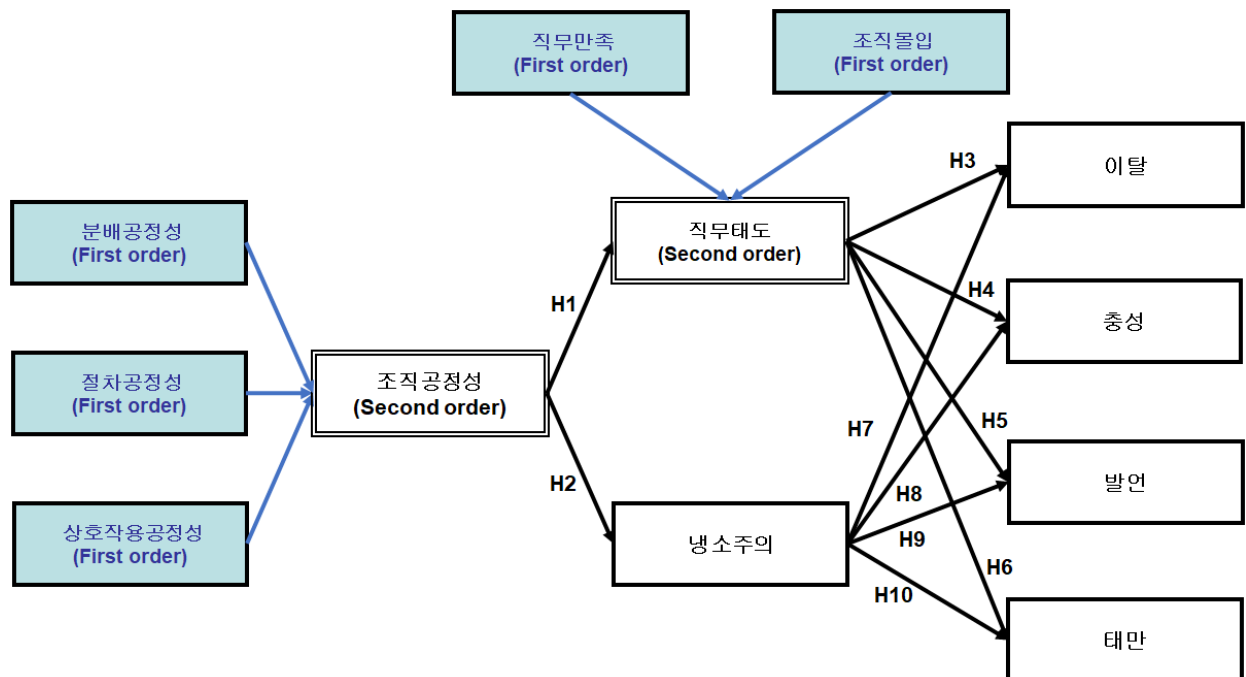 직무만족
(First order)
조직몰입
(First order)
H3
이탈
분배공정성
(First order)
직무태도
(Second order)
H4
H1
충성
절차공정성
(First order)
조직공정성
(Second order)
H7
H5
H2
발언
H8
상호작용공정성
(First order)
냉소주의
H9
H6
H10
태만